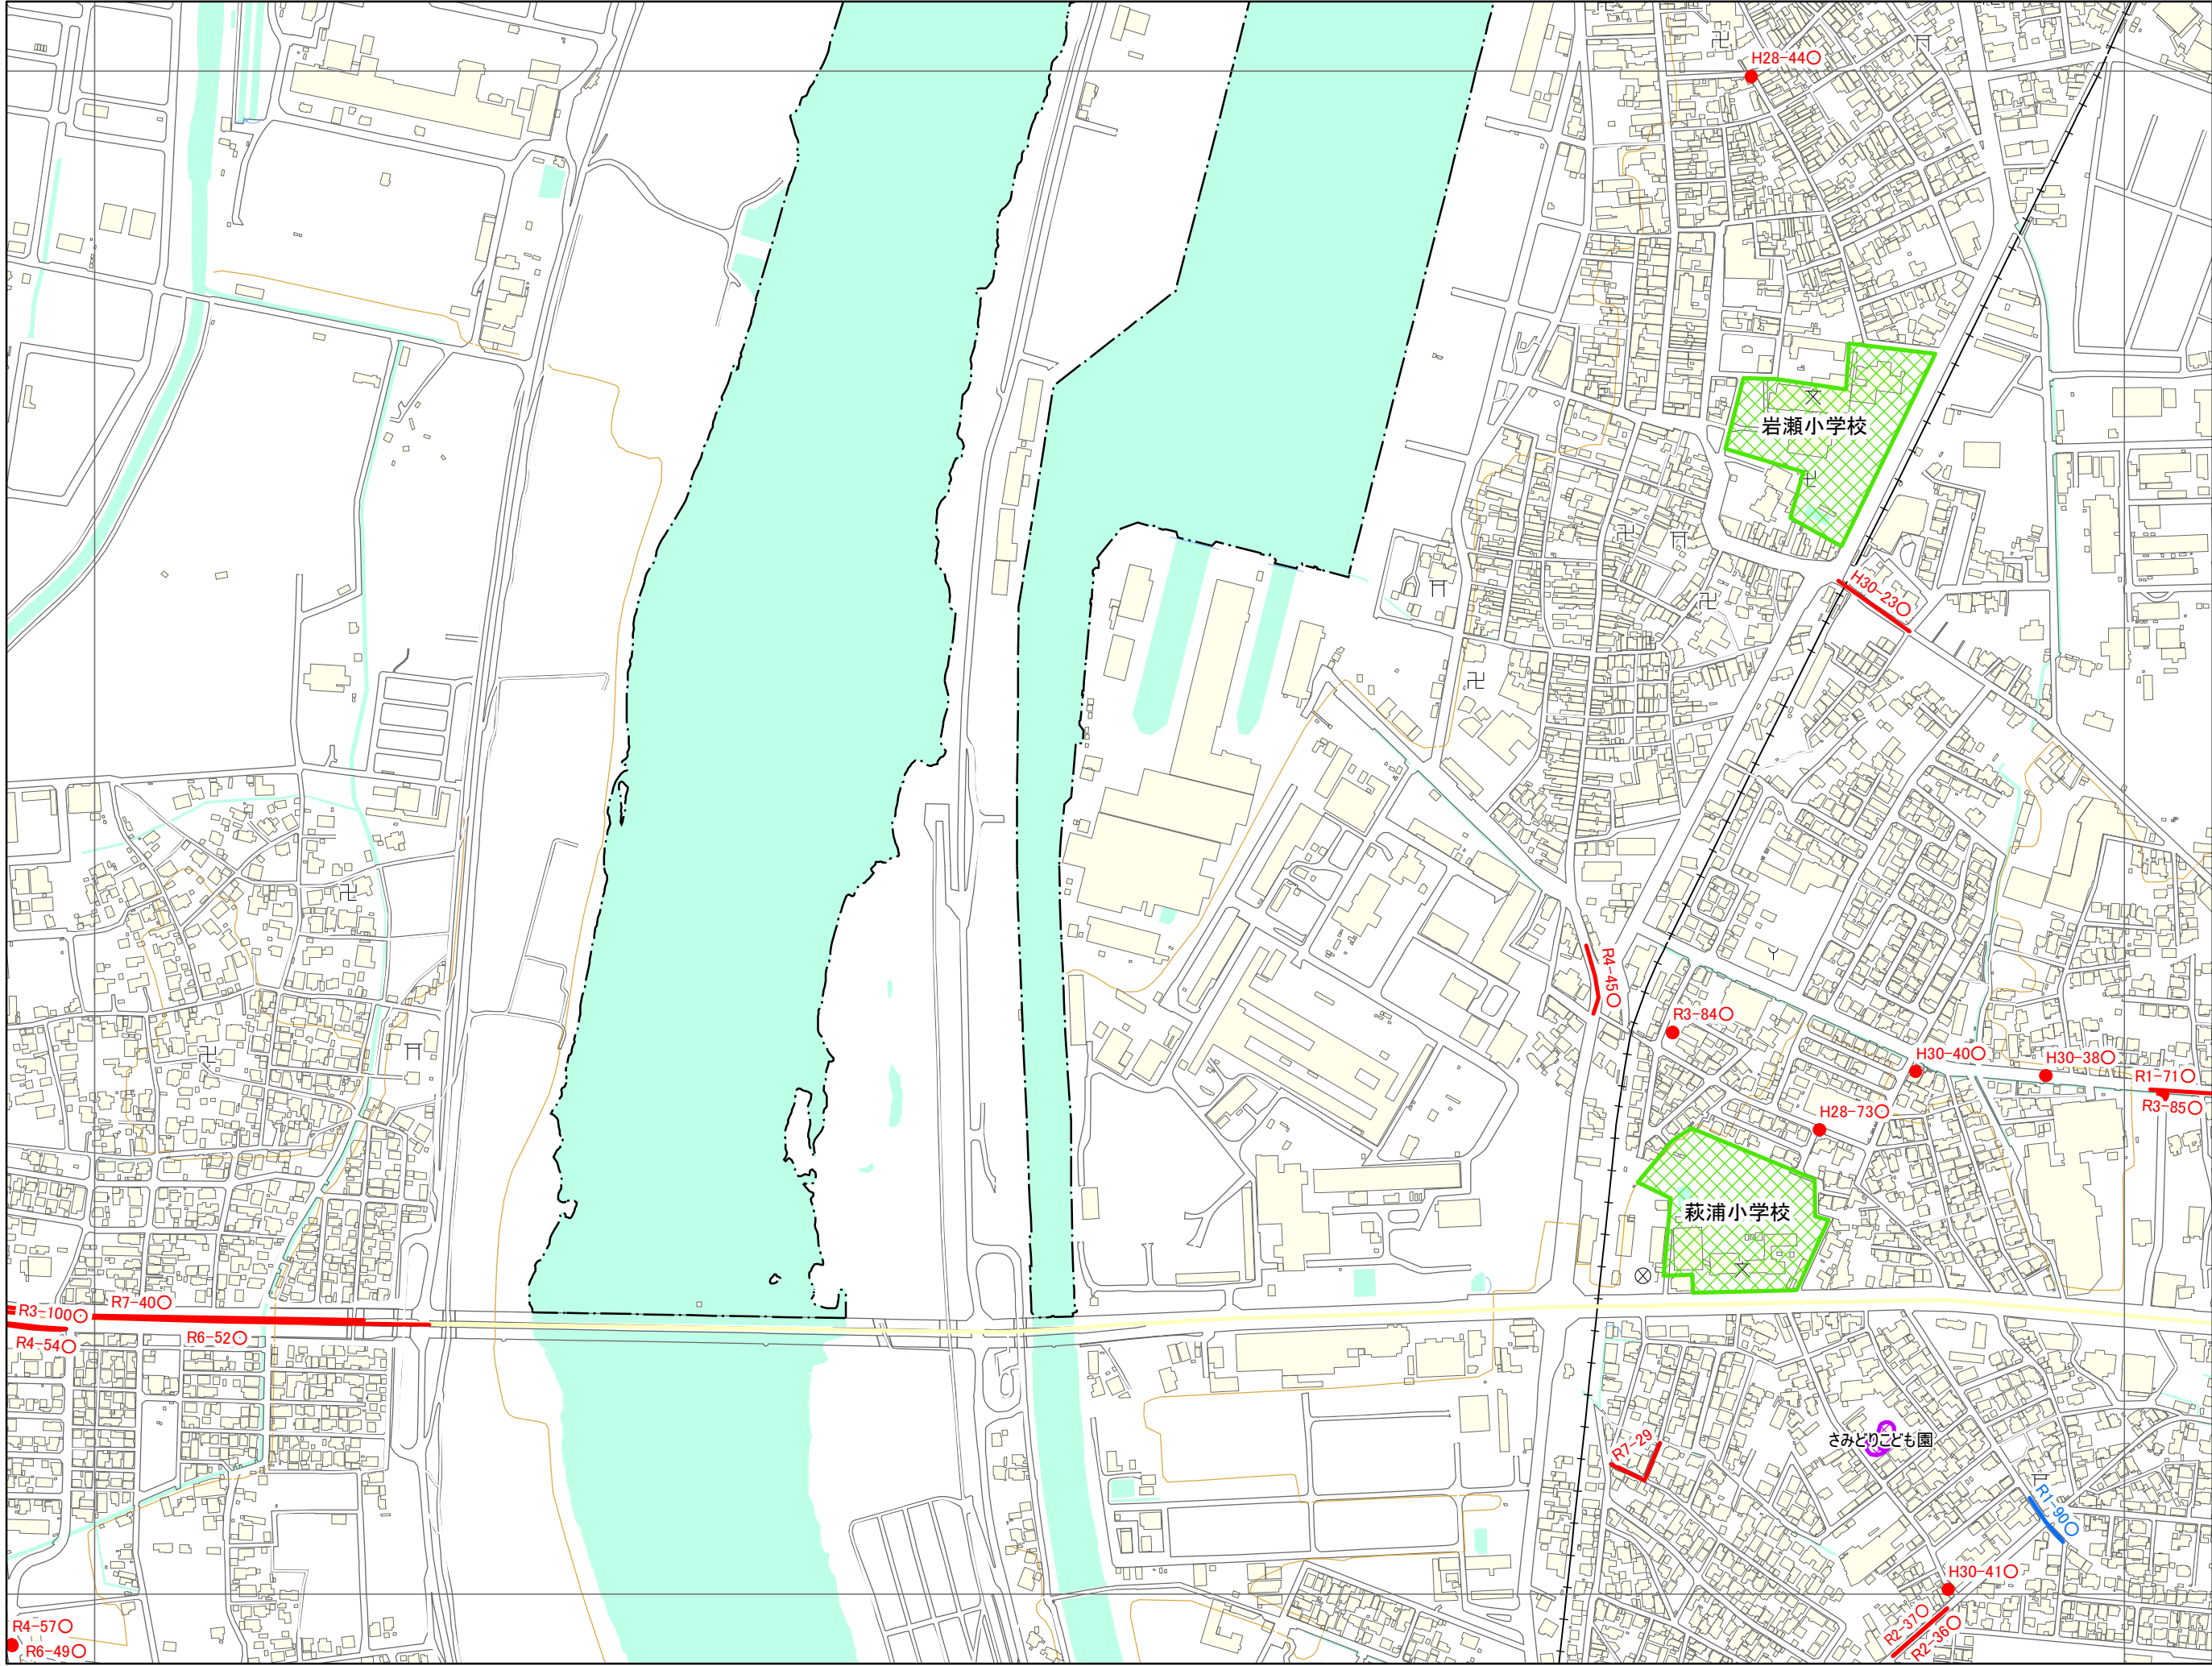 H28-44○
岩瀬小学校
H30-23○
R4-45○
R3-84○
H30-40○
H30-38○
R1-71○
R3-85○
H28-73○
萩浦小学校
R7-40○
R3-100○
R6-52○
R4-54○
さみどりこども園
R7-29
R1-90○
H30-41○
R2-37○
R2-36○
R4-57○
R6-49○